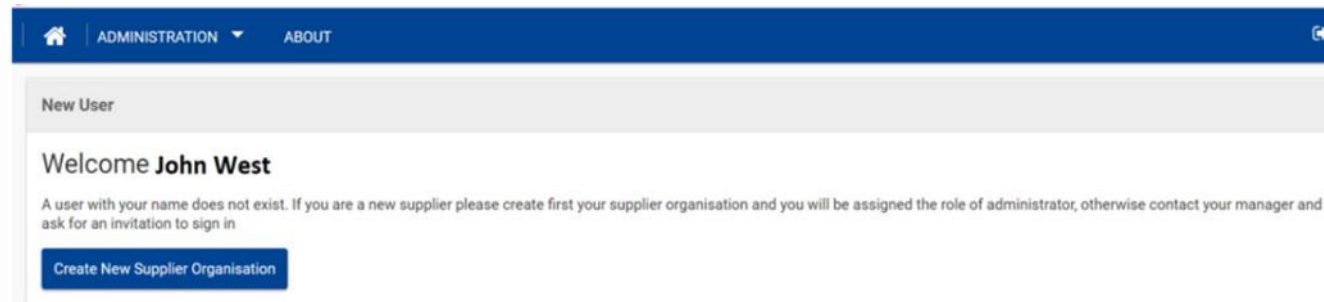 ADMINISTRATION ABOUT
New User
Welcome John West
A user with your name does not exist. If you are a new supplier please create first your supplier organisation and you will be assigned the role of administrator, otherwise contact your manager and
ask for an invitation to sign in
Create New Supplier Organisation